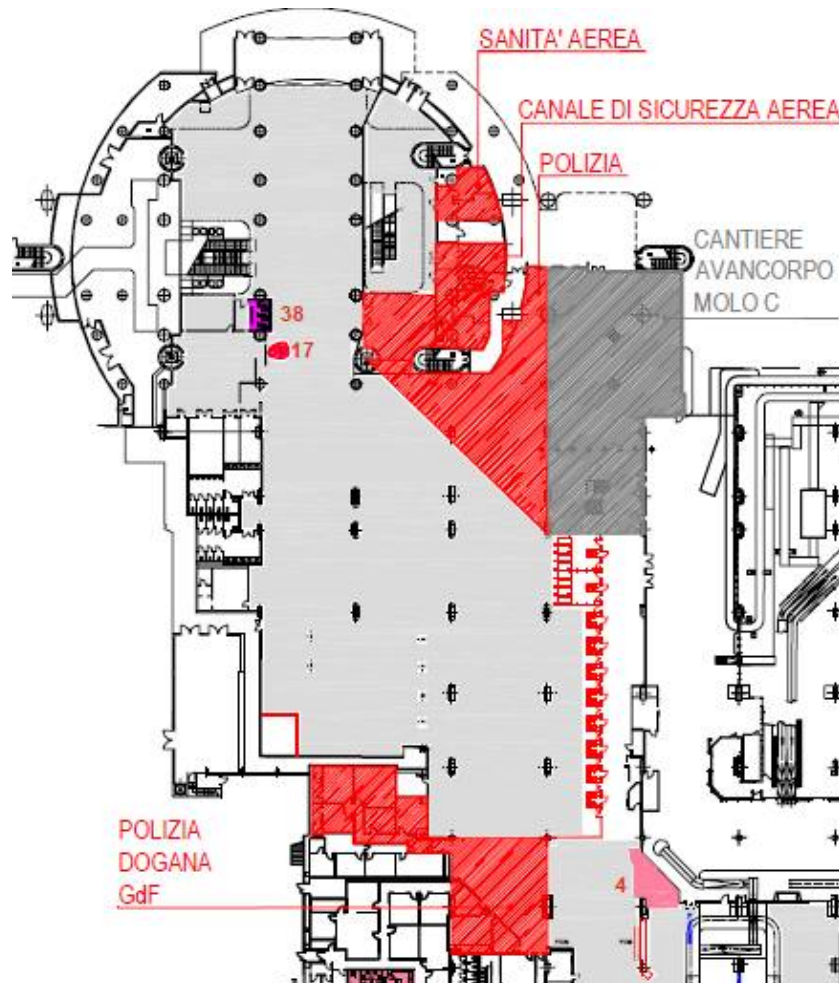 SANITA' AEREA
CANALE DI SICUREZZA AEREA
POLIZIA
CANTIERE
AVANCORPO
MOLO C
38
17
POLIZIA
DOGANA
GdF
4